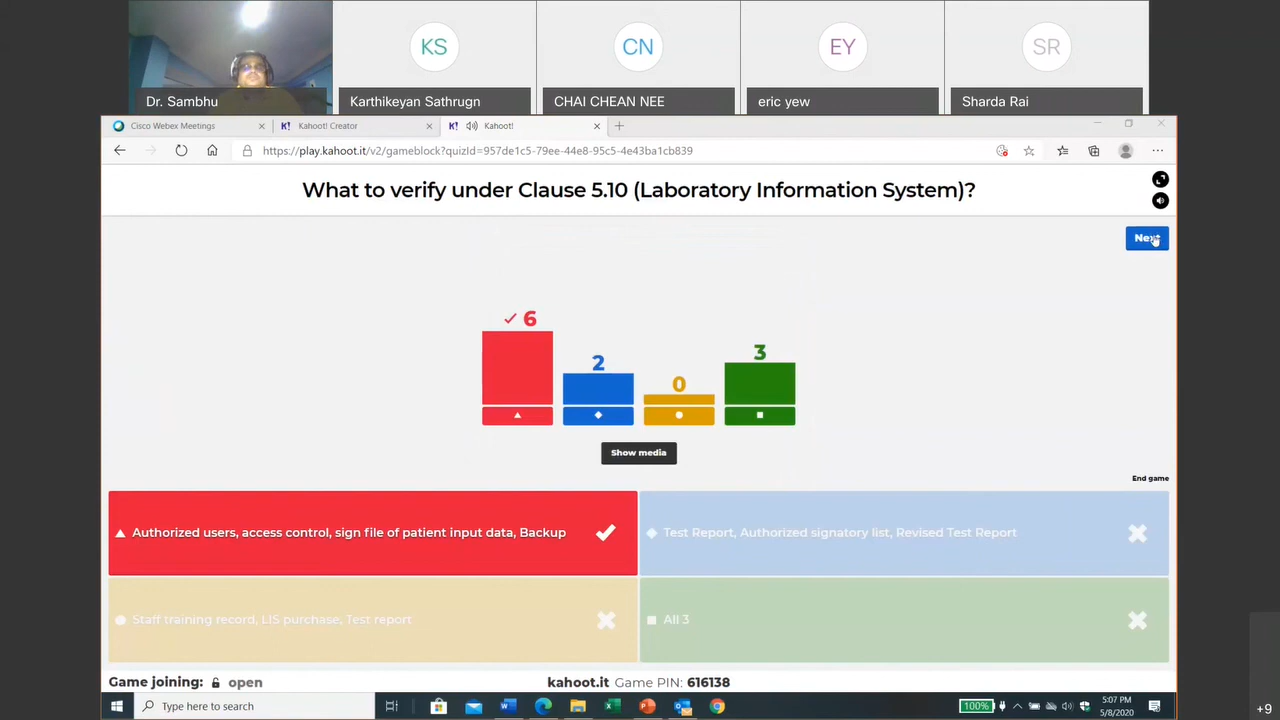 KS
CN
EY
SR
Dr. Sambhu
Karthikeyan Sathrugn
CHAI CHEAN NEE
eric yew
Sharda Rai
Cisco Webex Meetings
K! Kahoot! Creator
K! Kahoot!
https://play.kahoot.it/v2/gameblock?quizId=957de1c5-79ee-44e8-95c5-4e43ba1cb839
What to verify under Clause 5.10 (Laboratory Information System)?
Next
6
2
0
3
Show media
End game
Authorized users, access control, sign file of patient input data, Backup
Test Report, Authorized signatory list, Revised Test Report
Staff training record, LIS purchase, Test report
All 3
Game joining: open
kahoot.it Game PIN: 616138
Type here to search
100%
5:07 PM
5/8/2020
+9